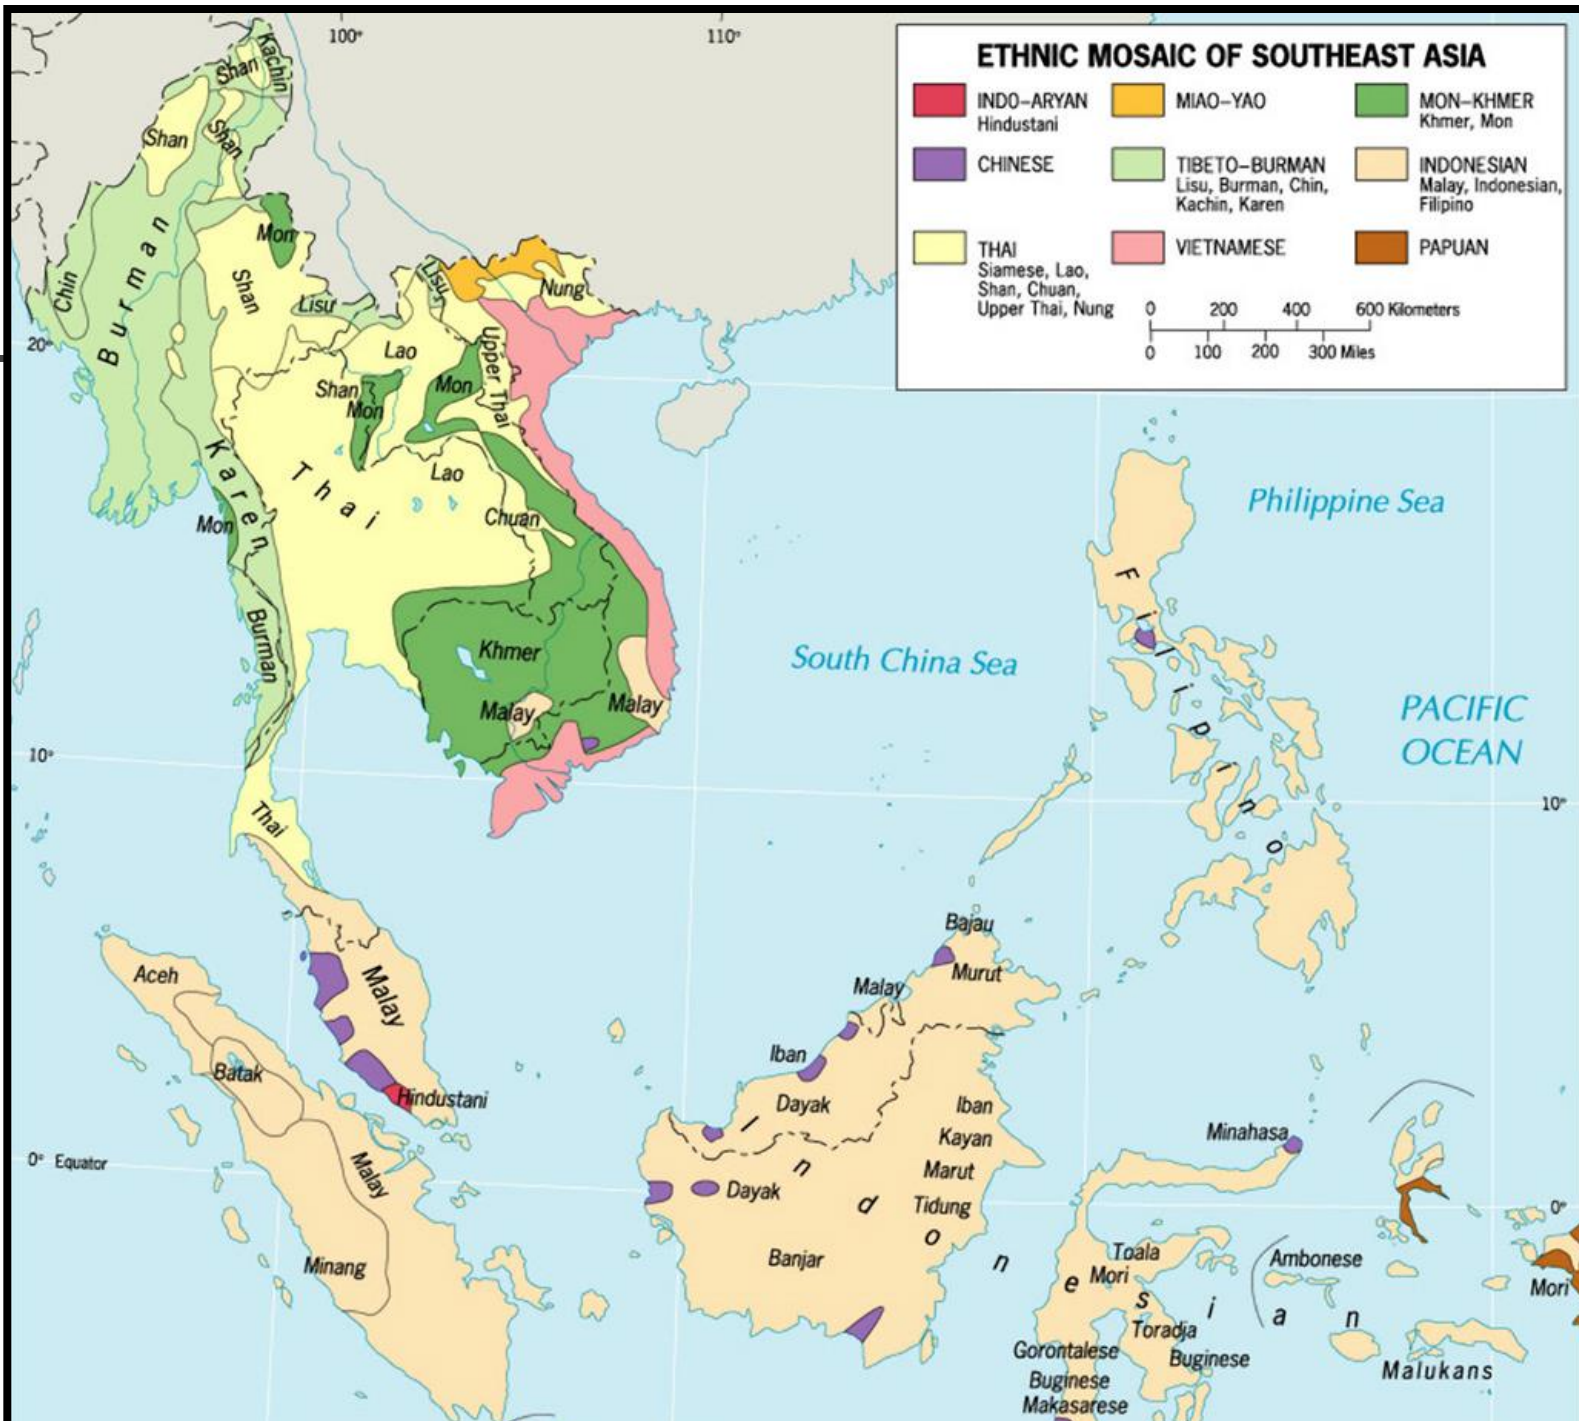 100°
110°
ETHNIC MOSAIC OF SOUTHEAST ASIA
INDO–ARYAN
Hindustani
MIAO–YAO
MON–KHMER
Khmer, Mon
CHINESE
TIBETO–BURMAN
Lisu, Burman, Chin,
Kachin, Karen
INDONESIAN
Malay, Indonesian,
Filipino
THAI
Siamese, Lao,
Shan, Chuan,
Upper Thai, Nung
VIETNAMESE
PAPUAN
0 200 400 600 Kilometers
0 100 200 300 Miles
Kachin
Shan
Shan
Shan
Mon
Chin
Burman
Shan
Lisu
Lisu
Nung
20°
Lao
Upper Thai
Shan
Mon
Mon
Karen
Thai
Lao
Chuan
Mon
Philippine Sea
Filipino
Burman
Khmer
South China Sea
Malay
Malay
PACIFIC
OCEAN
10°
10°
Thai
Bajau
Murut
Malay
Aceh
Malay
Iban
Batak
Hindustani
Dayak
Iban
Kayan
Marut
Tidung
Minahasa
0° Equator
Malay
Dayak
0°
Indonesian
Minang
Banjar
Toala
Mori
Ambonese
Mori
Toradja
Gorontalese
Buginese
Buginese
Makasarese
Malukans